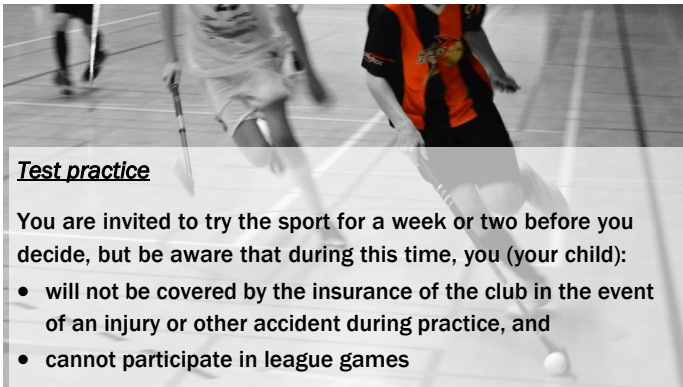 Test practice
You are invited to try the sport for a week or two before you
decide, but be aware that during this time, you (your child):
• will not be covered by the insurance of the club in the event
of an injury or other accident during practice, and
• cannot participate in league games